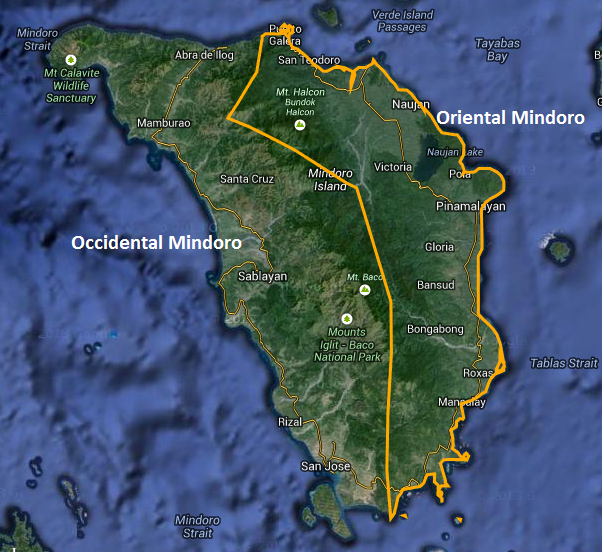 Verde Island
Passages
Mindoro
Strait
Puerto
Galera
Abra de Ilog
San Teodoro
Tayabas
Bay
Mt Calavite
Wildlife
Sanctuary
Mt. Halcon
Bundok
Halcon
Naujan
Oriental Mindoro
Mamburao
Naujan Lake
Victoria
Pola
Mindoro
Island
Santa Cruz
Pinamalayan
Occidental Mindoro
Gloria
Sablayan
Mt. Baco
Bansud
Mounts
Iglit - Baco
National Park
Bongabong
Tablas Strait
Roxas
Mansalay
Rizal
San Jose
Mindoro
Strait